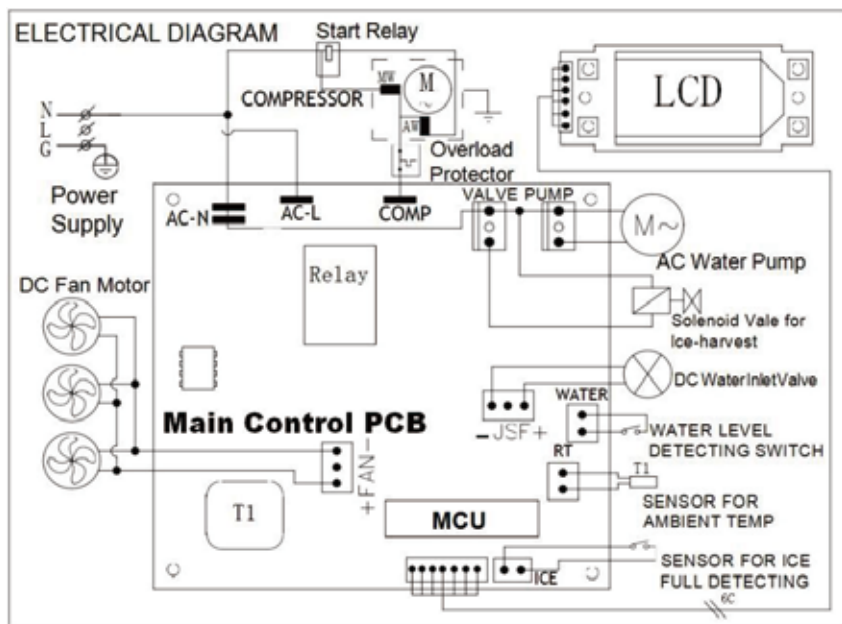 ELECTRICAL DIAGRAM
Start Relay
LCD
COMPRESSOR
MW
M
~
AW
N
L
G
Overload
Protector
Power
Supply
AC-N
AC-L
COMP
VALVE PUMP
M~
AC Water Pump
Relay
DC Fan Motor
Solenoid Vale for
Ice-harvest
DC WaterInletValve
Main Control PCB
-JSF+
WATER
WATER LEVEL
DETECTING SWITCH
RT
T1
+FAN-
T1
MCU
SENSOR FOR
AMBIENT TEMP
ICE
SENSOR FOR ICE
FULL DETECTING
6C